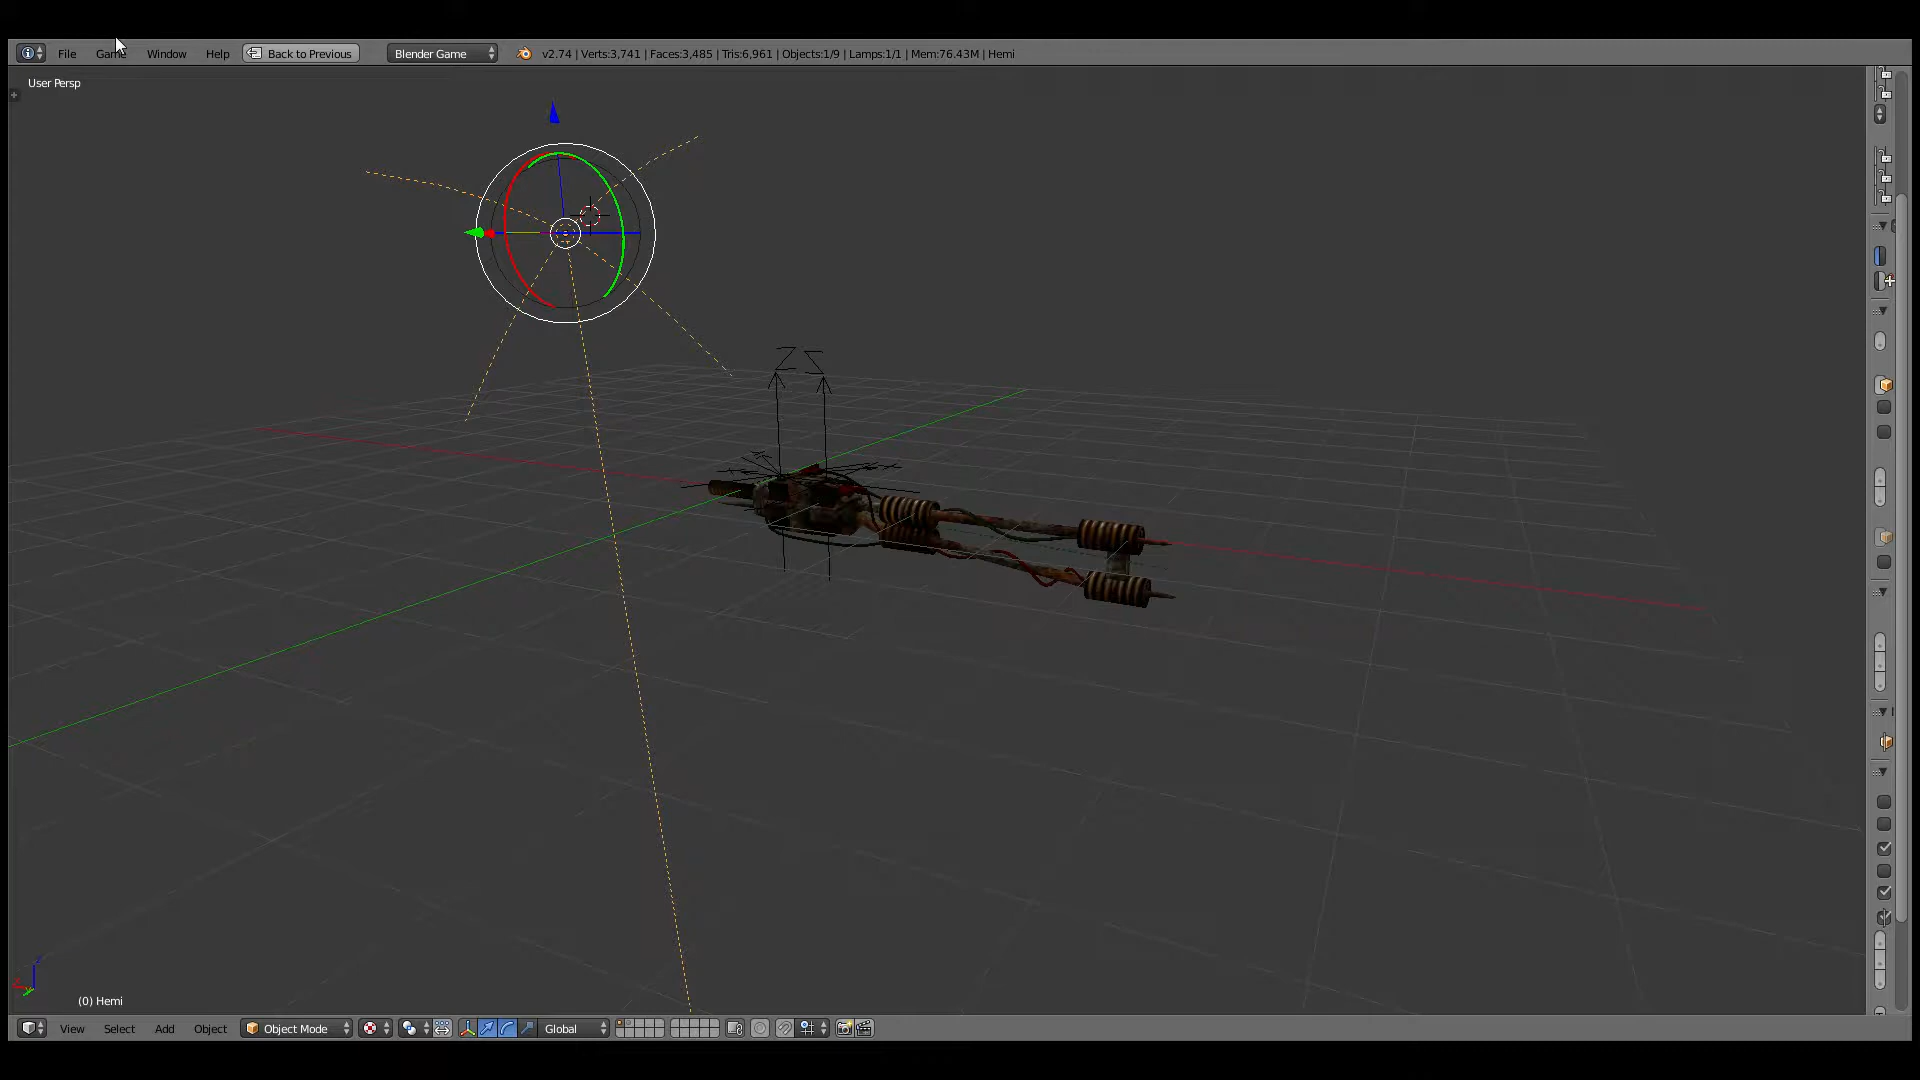 File Game Window Help Back to Previous Blender Game v2.74 | Verts:3,741 | Faces:3,485 | Tris:6,961 | Objects:1/9 | Lamps:1/1 | Mem:76.43M | Hemi
User Persp
Z Z
(0) Hemi
View Select Add Object Object Mode Global